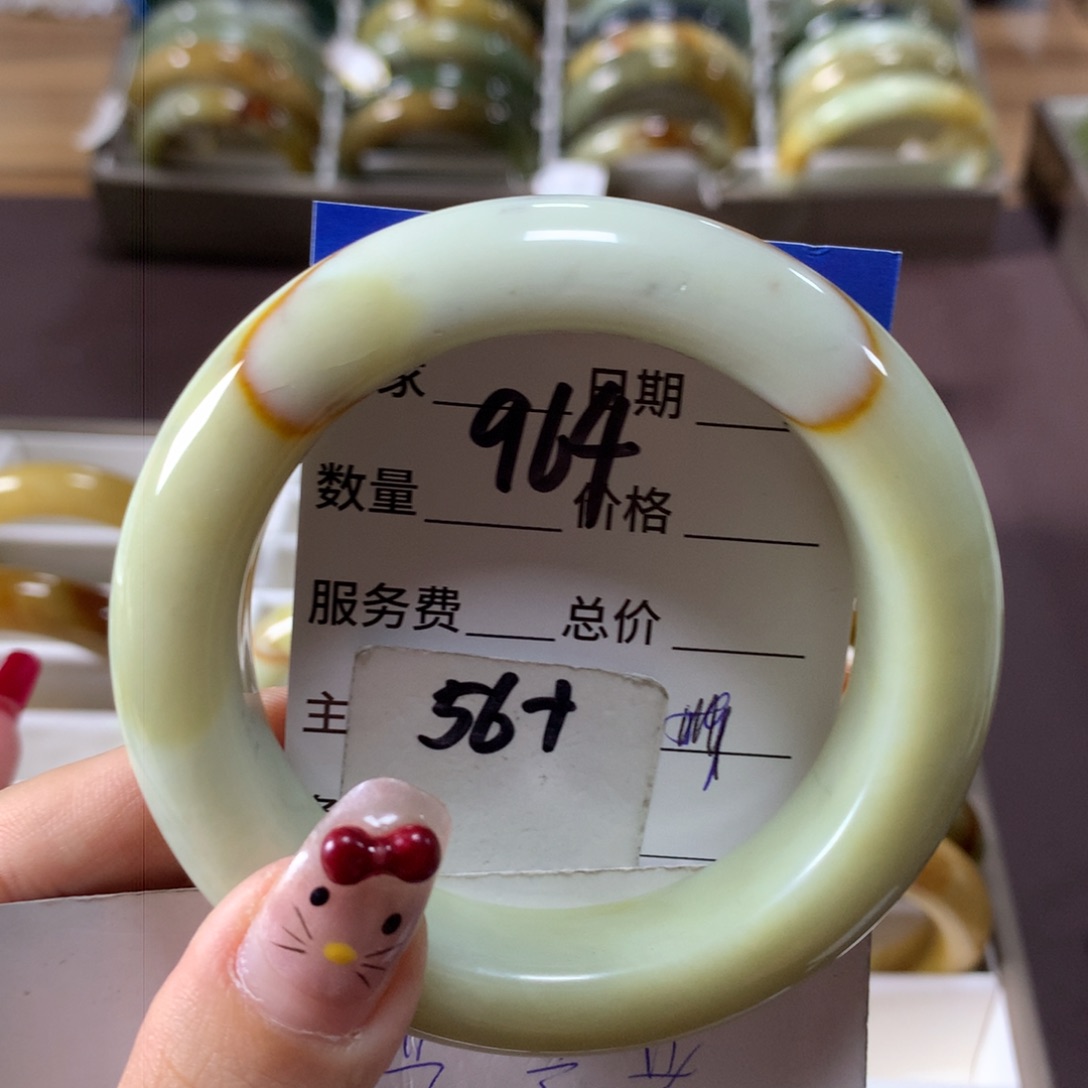 家 日期
964
数量 价格
服务费 总价
主
56+